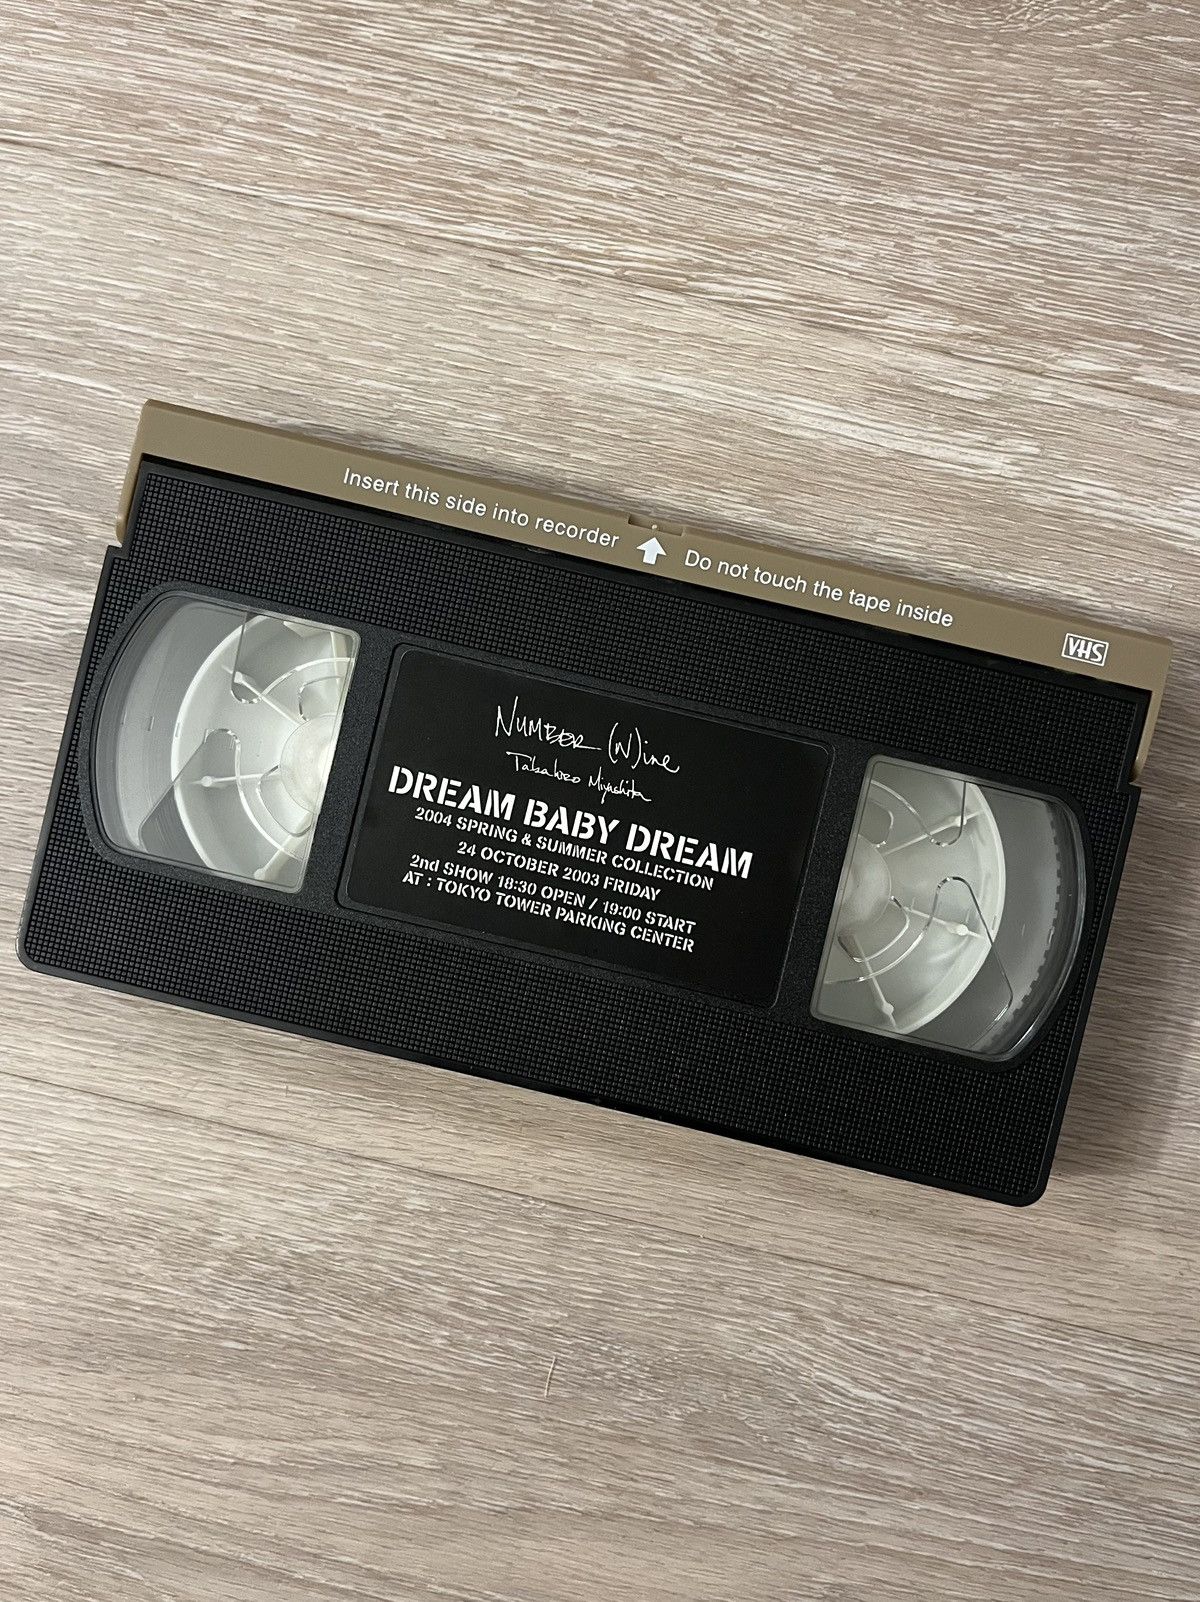 Insert this side into recorder
Do not touch the tape inside
VHS
NUMBER (N)ine
Takahiro Miyashita
DREAM BABY DREAM
2004 SPRING & SUMMER COLLECTION
24 OCTOBER 2003 FRIDAY
2nd SHOW 18:30 OPEN / 19:00 START
AT : TOKYO TOWER PARKING CENTER